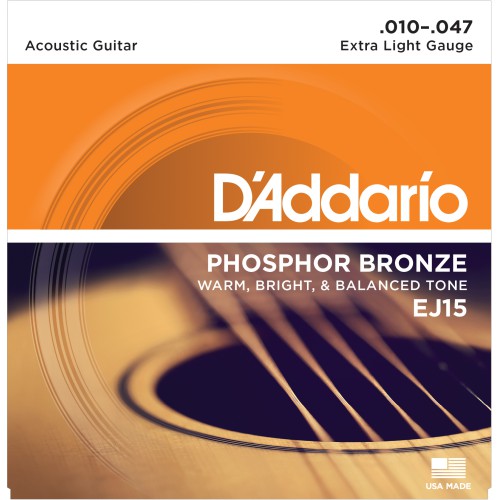 .010–.047
Acoustic Guitar
Extra Light Gauge
D'Addario
PHOSPHOR BRONZE
WARM, BRIGHT, & BALANCED TONE
EJ15
USA MADE